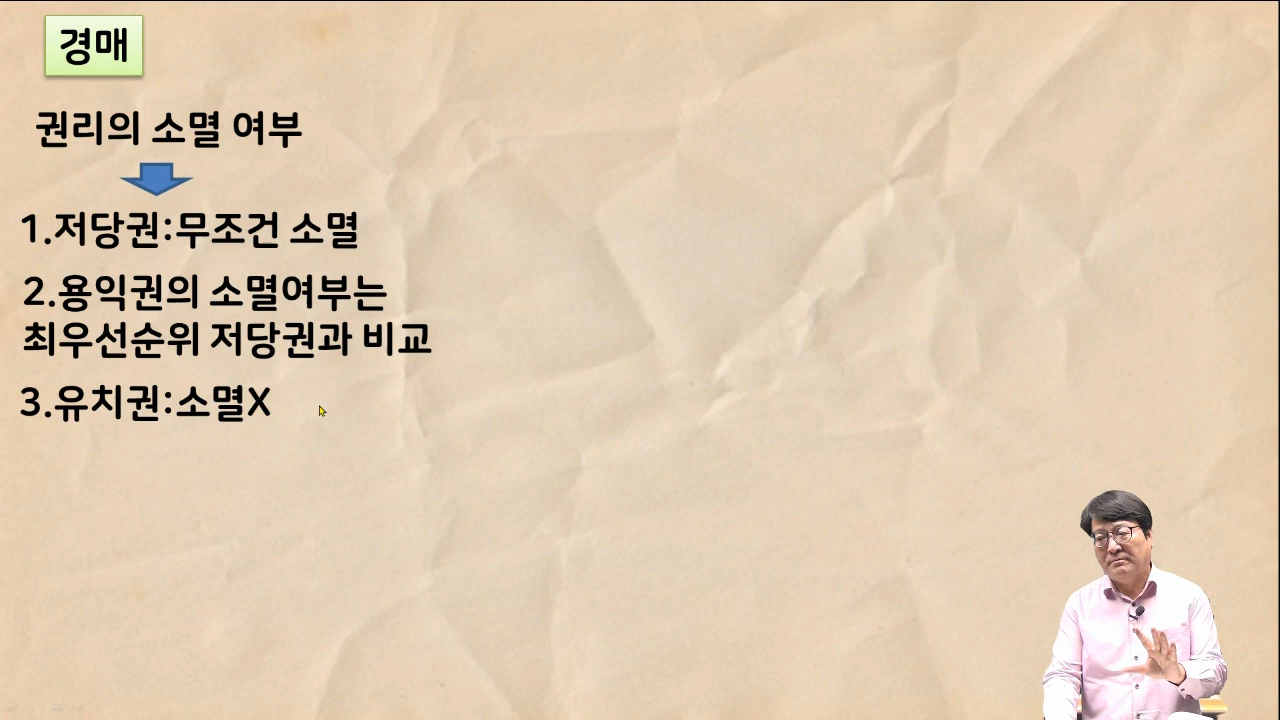 경매
권리의 소멸 여부
1.저당권:무조건 소멸
2.용익권의 소멸여부는
최우선순위 저당권과 비교
3.유치권:소멸X